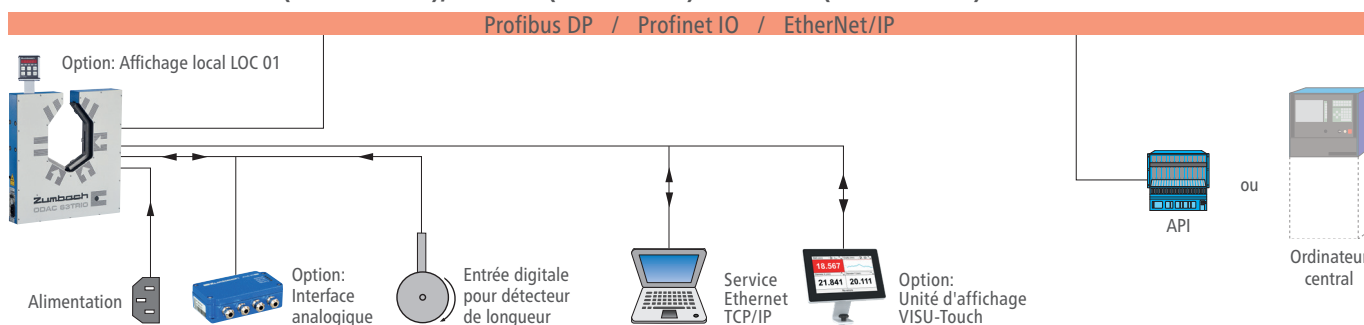 Profibus DP / Profinet IO / EtherNet/IP
Option: Affichage local LOC 01
zumbach
ODAC 63TRIO
ou
API
Ordinateur
central
Alimentation
Option:
Interface
analogique
Entrée digitale
pour détecteur
de longueur
Service
Ethernet
TCP/IP
18.567
21.841 20.111
Option:
Unité d'affichage
VISU-Touch